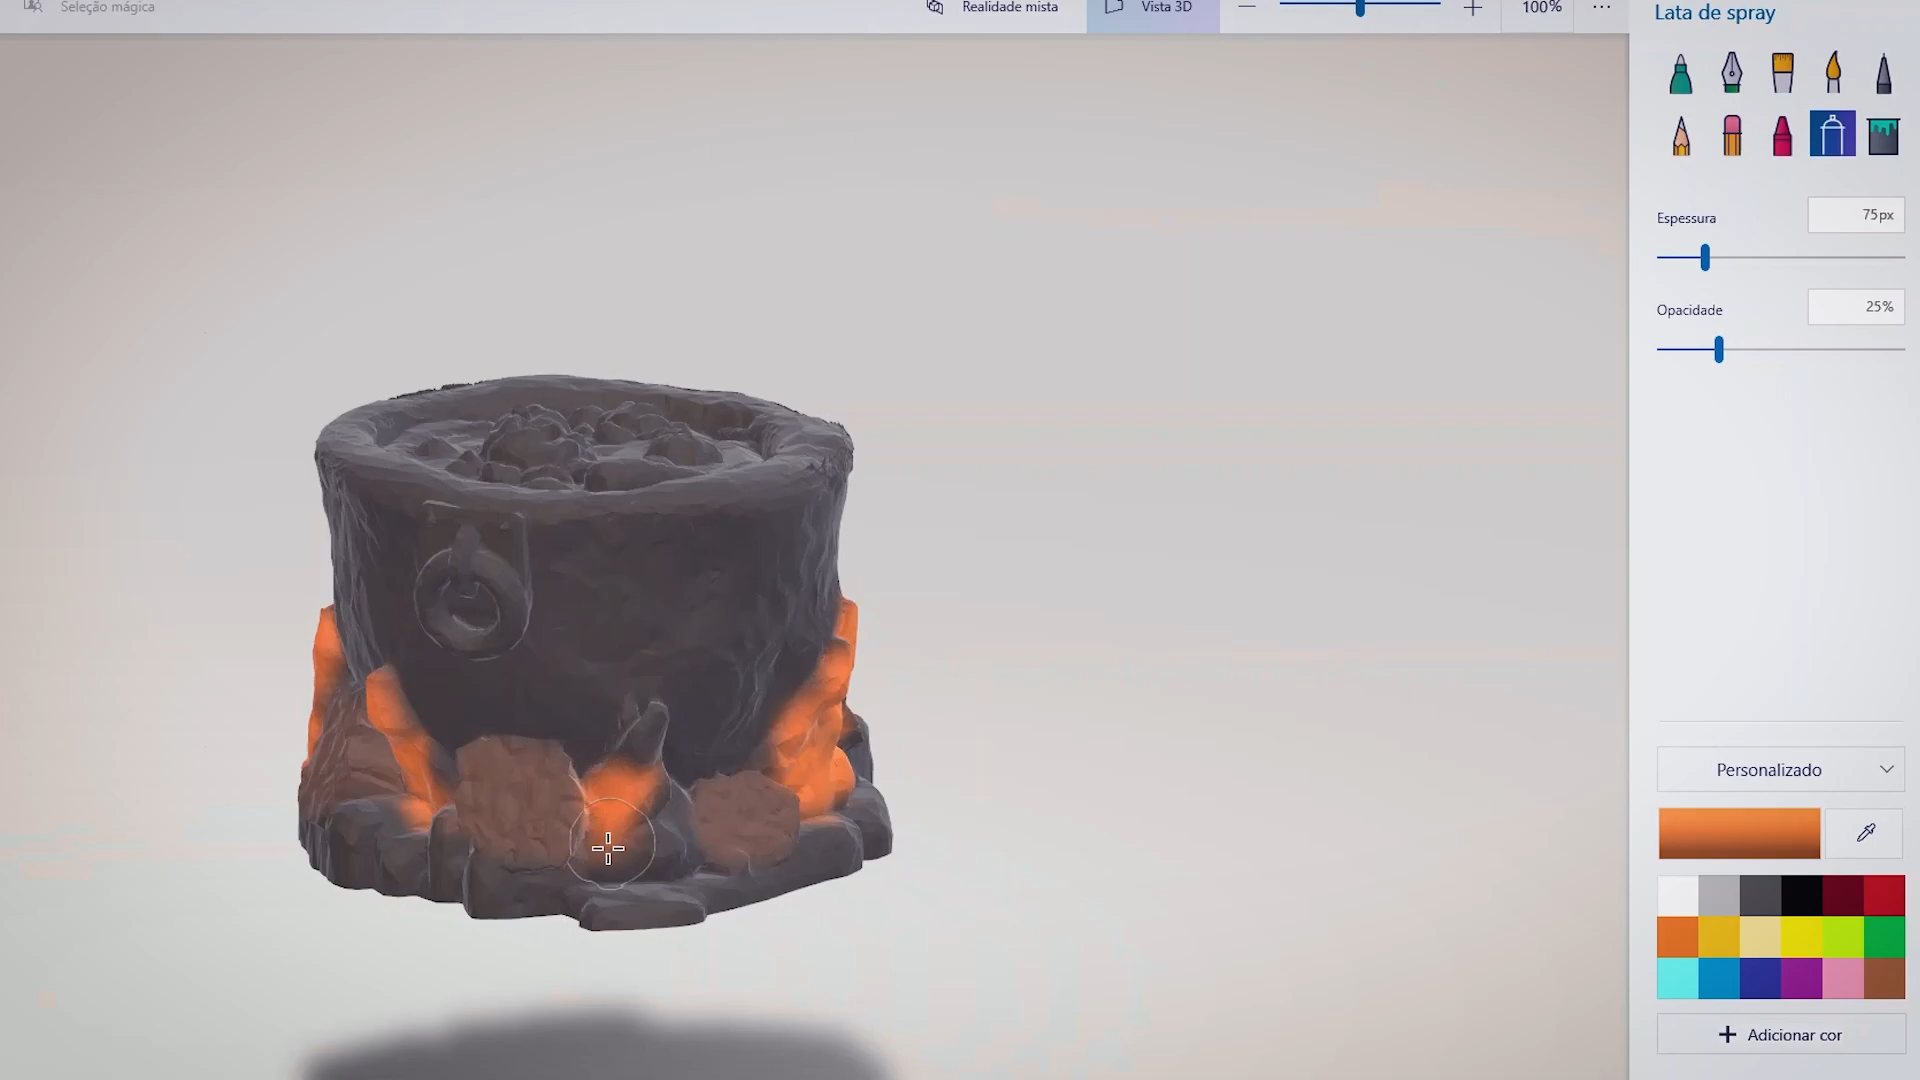 Seleção mágica
Realidade mista
Vista 3D
100%
Lata de spray
Espessura
75px
Opacidade
25%
Personalizado
Adicionar cor